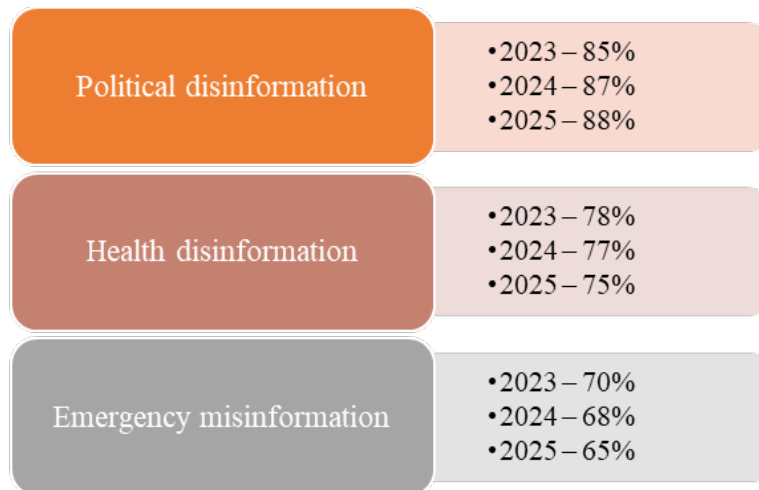 Political disinformation
•2023 – 85%
•2024 – 87%
•2025 – 88%
Health disinformation
•2023 – 78%
•2024 – 77%
•2025 – 75%
Emergency misinformation
•2023 – 70%
•2024 – 68%
•2025 – 65%